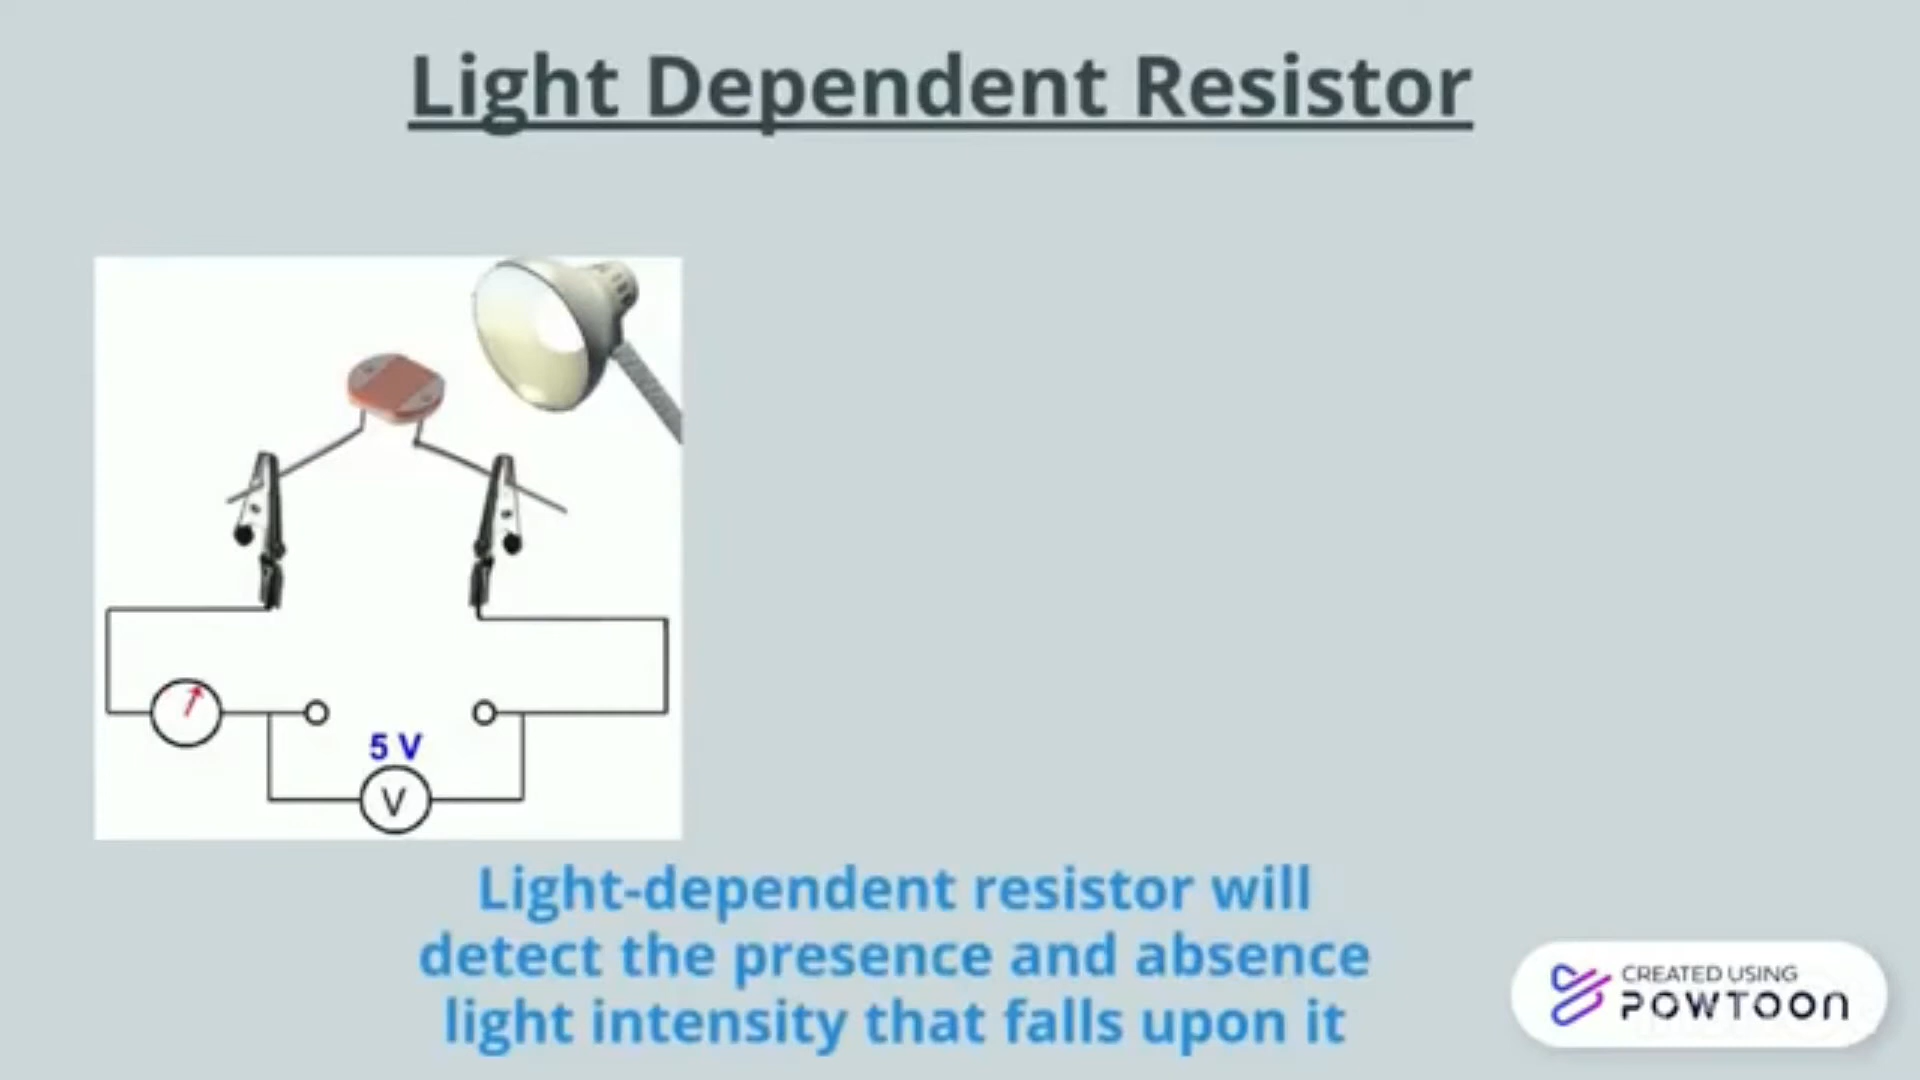 Light Dependent Resistor
5 V
V
Light-dependent resistor will
detect the presence and absence
light intensity that falls upon it
CREATED USING
POWTOON